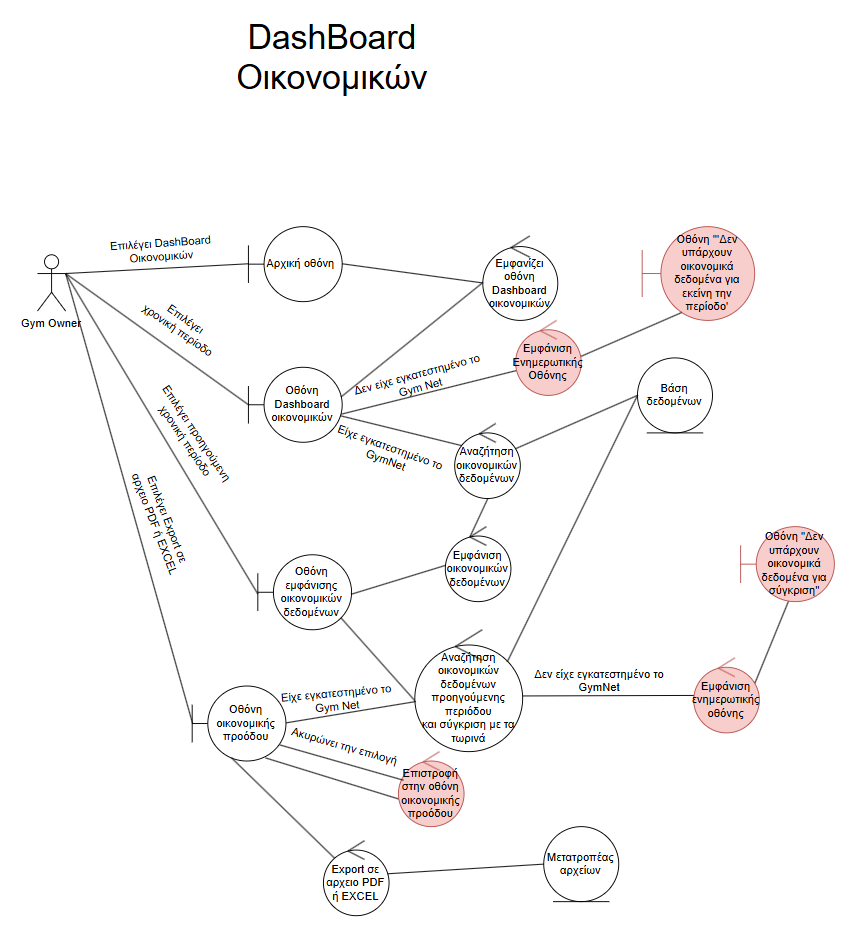 DashBoard
Οικονομικών
Επιλέγει DashBoard
Οικονομικών
Αρχική οθόνη
Gym Owner
Εμφανίζει
οθόνη
Dashboard
οικονομικών
Οθόνη '"Δεν
υπάρχουν
οικονομικά
δεδομένα για
εκείνη την
περίοδο'
Επιλέγει
χρονική περίοδο
Εμφάνιση
Ενημερωτικής
Οθόνης
Οθόνη
Dashboard
οικονομικών
Δεν είχε εγκατεστημένο το
Gym Net
Βάση
δεδομένων
Επιλέγει προηγούμενη
χρονική περίοδο
Είχε εγκατεστημένο το
GymNet
Αναζήτηση
οικονομικών
δεδομένων
Επιλέγει Export σε
αρχειο PDF ή EXCEL
Εμφάνιση
οικονομικών
δεδομένων
Οθόνη "Δεν
υπάρχουν
οικονομικά
δεδομένα για
σύγκριση"
Οθόνη
εμφάνισης
οικονομικών
δεδομένων
Αναζήτηση
οικονομικών
δεδομένων
προηγούμενης
περιόδου
και σύγκριση με τα
τωρινά
Δεν είχε εγκατεστημένο το
GymNet
Εμφάνιση
ενημερωτικής
οθόνης
Είχε εγκατεστημένο το
Gym Net
Οθόνη
οικονομικής
προόδου
Ακυρώνει την επιλογή
Επιστροφή
στην οθόνη
οικονομικής
προόδου
Export σε
αρχειο PDF
ή EXCEL
Μετατροπέας
αρχείων